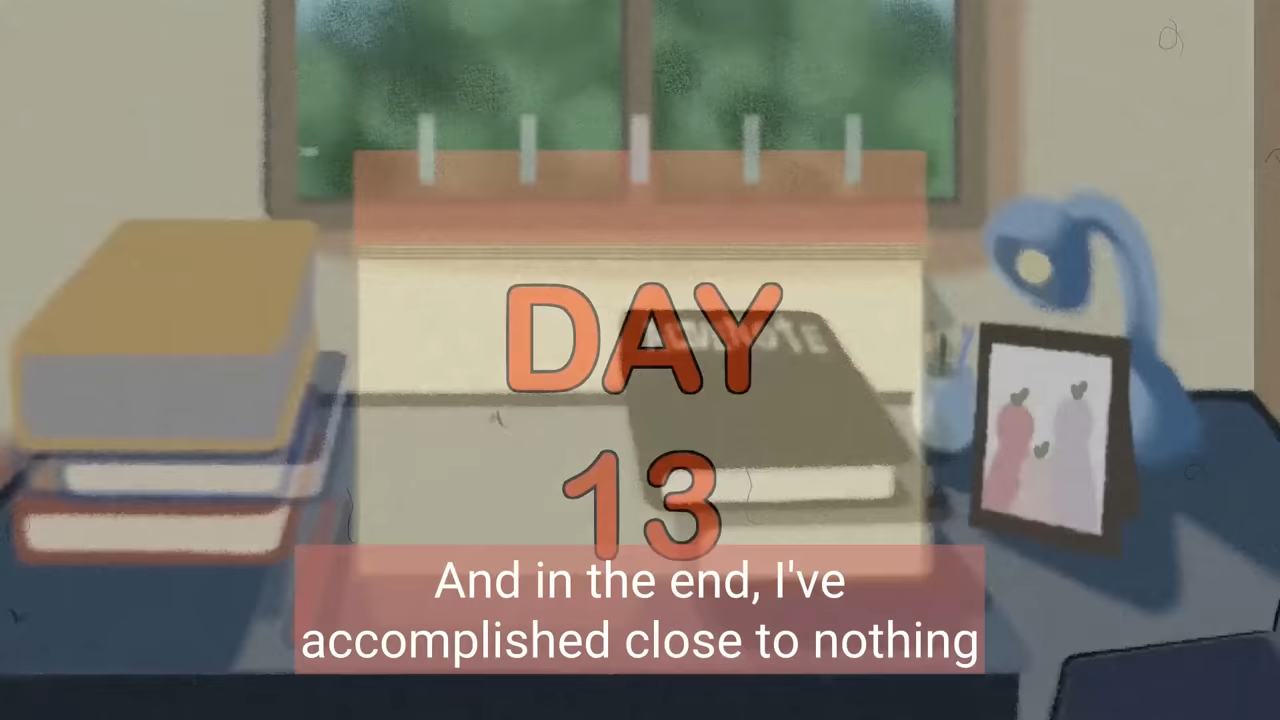 DAY
13
And in the end, I've
accomplished close to nothing